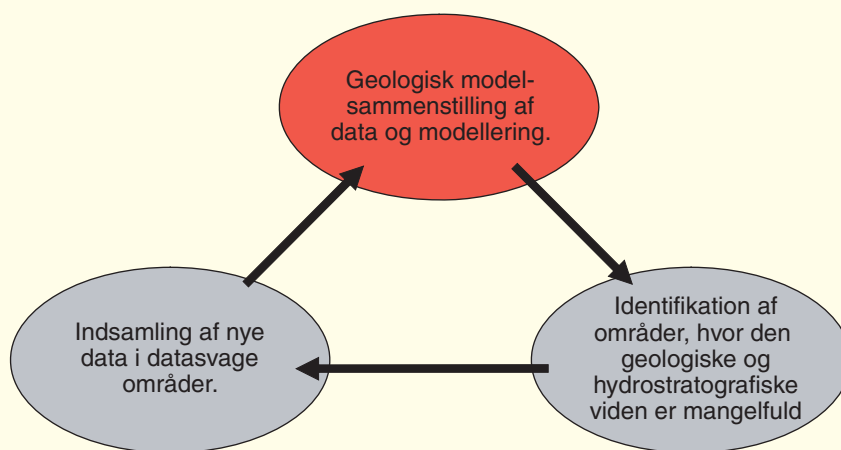 Geologisk model-
sammenstilling af
data og modellering.
Identifikation af
områder, hvor den
geologiske og
hydrostratografiske
viden er mangelfuld
Indsamling af nye
data i datasvage
områder.